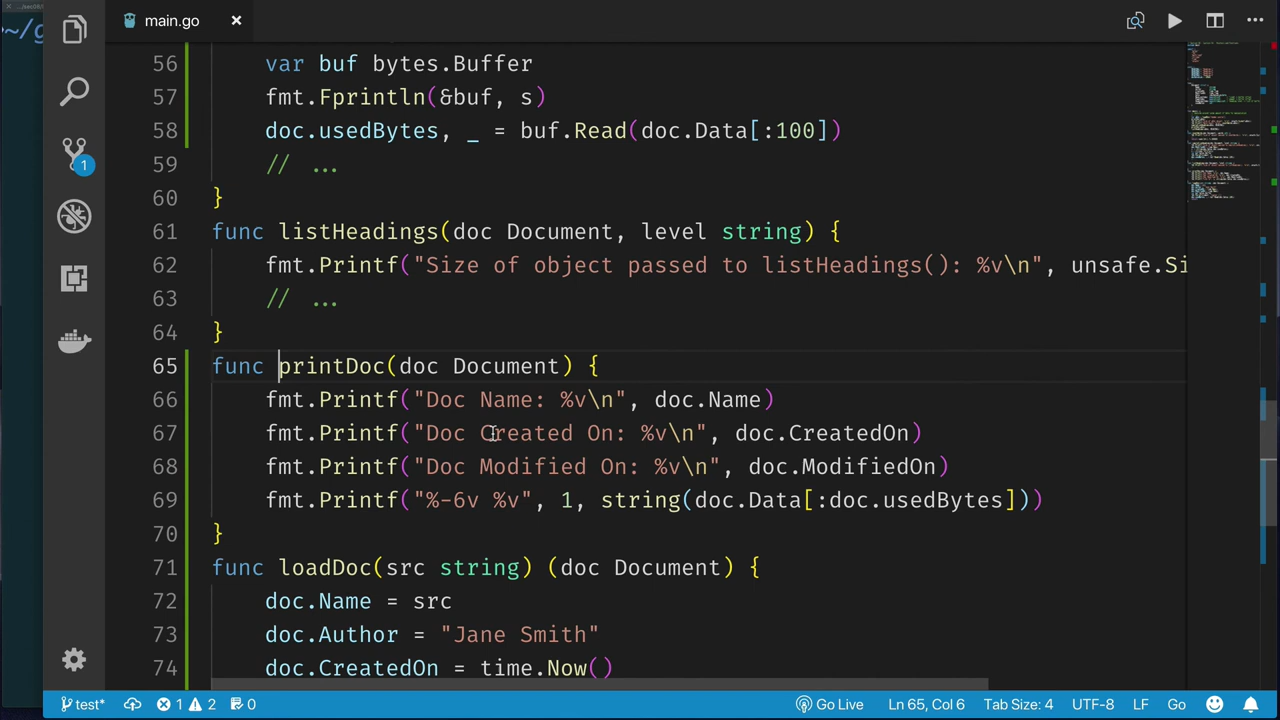 ~/g
main.go
56 var buf bytes.Buffer
57 fmt.Fprintln(&buf, s)
58 doc.usedBytes, _ = buf.Read(doc.Data[:100])
59 // ...
60 }
61 func listHeadings(doc Document, level string) {
62 fmt.Printf("Size of object passed to listHeadings(): %v\n", unsafe.Si
63 // ...
64 }
65 func printDoc(doc Document) {
66 fmt.Printf("Doc Name: %v\n", doc.Name)
67 fmt.Printf("Doc Created On: %v\n", doc.CreatedOn)
68 fmt.Printf("Doc Modified On: %v\n", doc.ModifiedOn)
69 fmt.Printf("%-6v %v", 1, string(doc.Data[:doc.usedBytes]))
70 }
71 func loadDoc(src string) (doc Document) {
72 doc.Name = src
73 doc.Author = "Jane Smith"
74 doc.CreatedOn = time.Now()
1
test* 1 2 0 Go Live Ln 65, Col 6 Tab Size: 4 UTF-8 LF Go